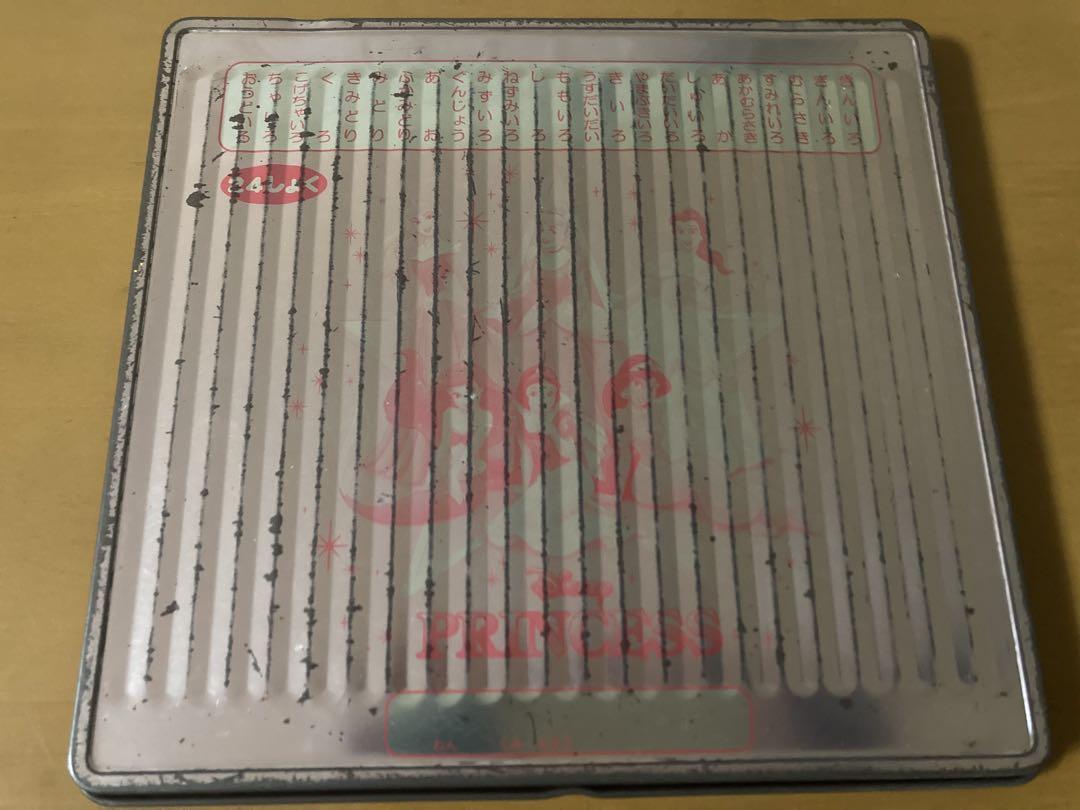 きんいろ
ぎんいろ
むらさき
すみれいろ
あかむらさき
あか
しゅいろ
だいだいいろ
やまぶきいろ
きいろ
うすだいだい
ももいろ
しろ
ねずみいろ
みずいろ
ぐんじょう
あお
ふかみどり
みどり
きみどり
くろ
こげちゃいろ
ちゃいろ
おうどいろ
24しょく
Disney
PRINCESS
ねん